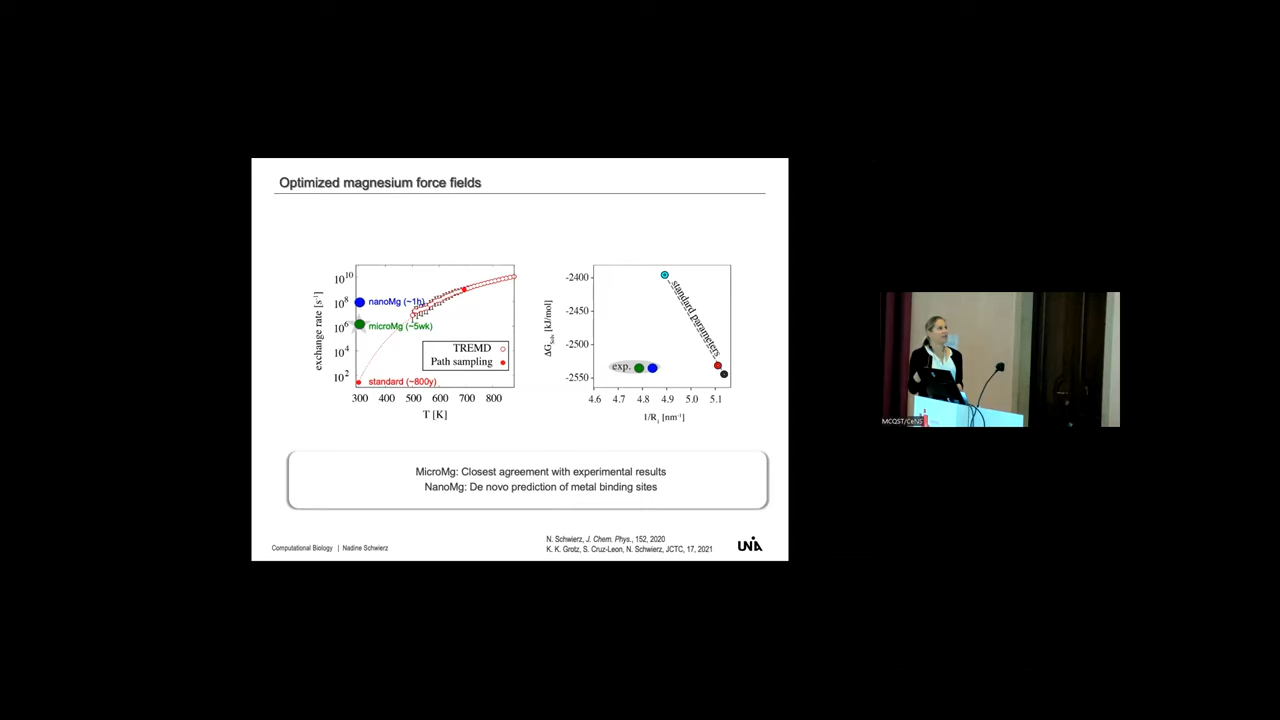 Optimized magnesium force fields
exchange rate [s⁻¹]
10¹⁰
10⁸
10⁶
10⁴
10²
nanoMg (~1h)
microMg (~5wk)
TREMD
Path sampling
standard (~800y)
300 400 500 600 700 800
T [K]
ΔG_Solv [kJ/mol]
-2400
-2450
-2500
-2550
standard parameters
exp.
4.6 4.7 4.8 4.9 5.0 5.1
1/R₁ [nm⁻¹]
MicroMg: Closest agreement with experimental results
NanoMg: De novo prediction of metal binding sites
N. Schwierz, J. Chem. Phys., 152, 2020
K. K. Grotz, S. Cruz-Leon, N. Schwierz, JCTC, 17, 2021
Computational Biology | Nadine Schwierz
UNIA
MCQST/CeNS